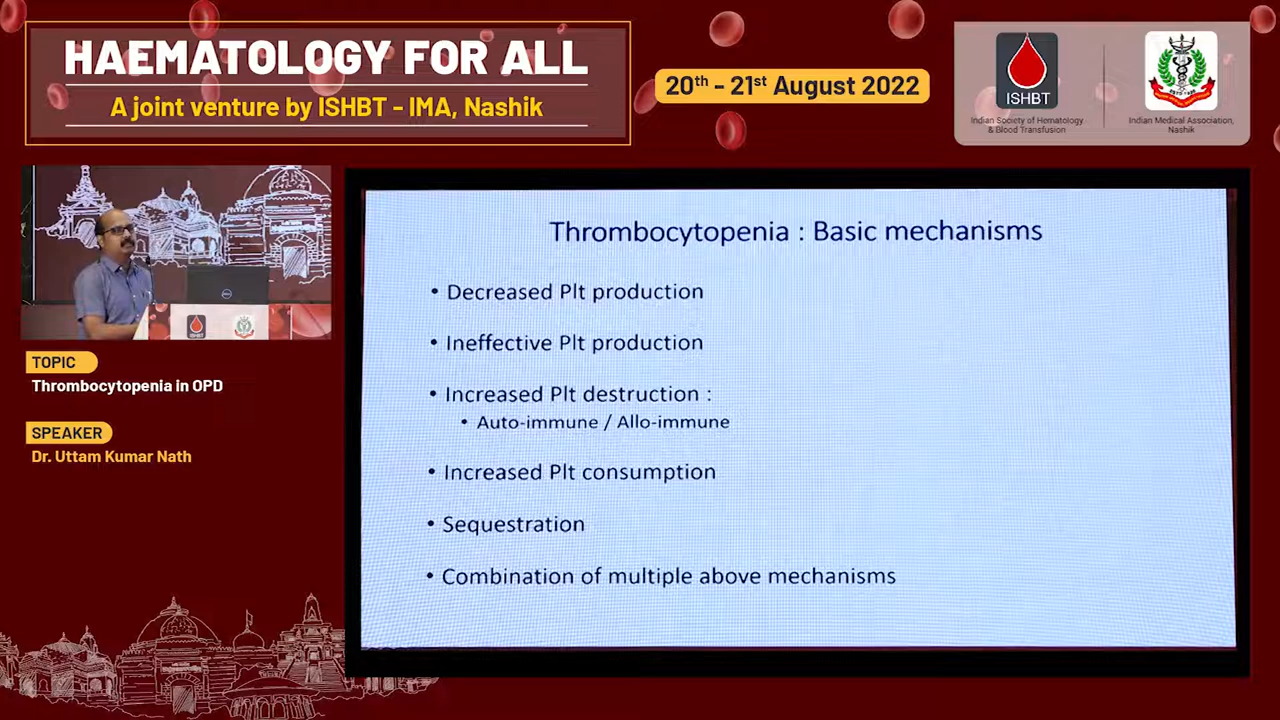 HAEMATOLOGY FOR ALL
A joint venture by ISHBT - IMA, Nashik
20th - 21st August 2022
ISHBT
Indian Society of Hematology
& Blood Transfusion
Indian Medical Association,
Nashik
TOPIC
Thrombocytopenia in OPD
SPEAKER
Dr. Uttam Kumar Nath
Thrombocytopenia : Basic mechanisms
• Decreased Plt production
• Ineffective Plt production
• Increased Plt destruction :
• Auto-immune / Allo-immune
• Increased Plt consumption
• Sequestration
• Combination of multiple above mechanisms